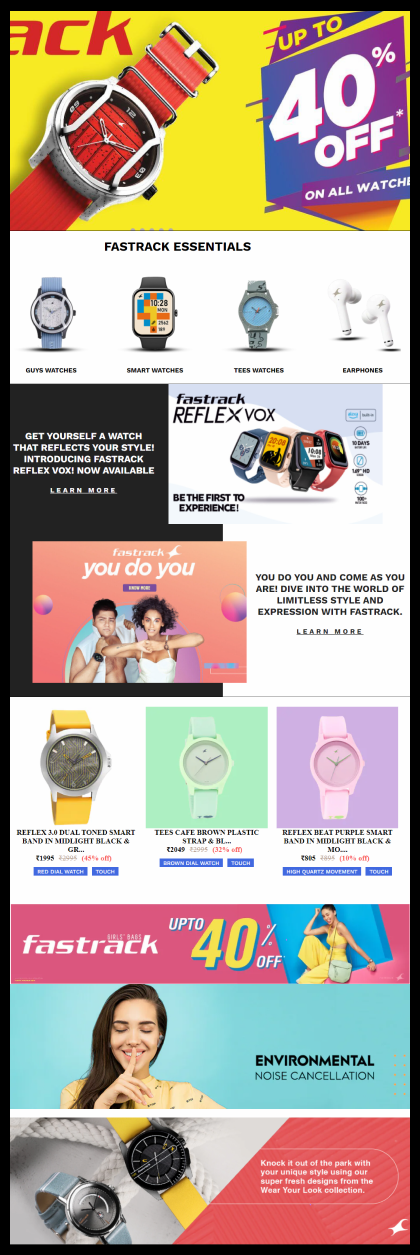 ack
UP TO
40%
OFF*
ON ALL WATCHE
FASTRACK ESSENTIALS
GUYS WATCHES
SMART WATCHES
TEES WATCHES
EARPHONES
GET YOURSELF A WATCH
THAT REFLECTS YOUR STYLE!
INTRODUCING FASTRACK
REFLEX VOX! NOW AVAILABLE
LEARN MORE
fastrack
REFLEX VOX
10 DAYS
1.69" HD
100+
BE THE FIRST TO
EXPERIENCE!
fastrack
you do you
KNOW MORE
YOU DO YOU AND COME AS YOU
ARE! DIVE INTO THE WORLD OF
LIMITLESS STYLE AND
EXPRESSION WITH FASTRACK.
LEARN MORE
REFLEX 3.0 DUAL TONED SMART
BAND IN MIDLIGHT BLACK &
GR...
₹1995 ₹2995 (45% off)
RED DIAL WATCH TOUCH
TEES CAFE BROWN PLASTIC
STRAP & BL...
₹2049 ₹2995 (32% off)
BROWN DIAL WATCH TOUCH
REFLEX BEAT PURPLE SMART
BAND IN MIDLIGHT BLACK &
MO...
₹805 ₹895 (10% off)
HIGH QUARTZ MOVEMENT TOUCH
GIRLS' BAGS
fastrack
UPTO
40%
OFF*
ENVIRONMENTAL
NOISE CANCELLATION
Knock it out of the park with
your unique style using our
super fresh designs from the
Wear Your Look collection.